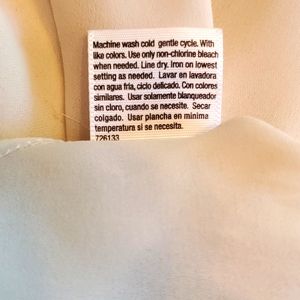 Machine wash cold gentle cycle. With
like colors. Use only non-chlorine bleach
when needed. Line dry. Iron on lowest
setting as needed. Lavar en lavadora
con agua fria, ciclo delicado. Con colores
similares. Usar solamente blanqueador
sin cloro, cuando se necesite. Secar
colgado. Usar plancha en minima
temperatura si se necesita.
726133